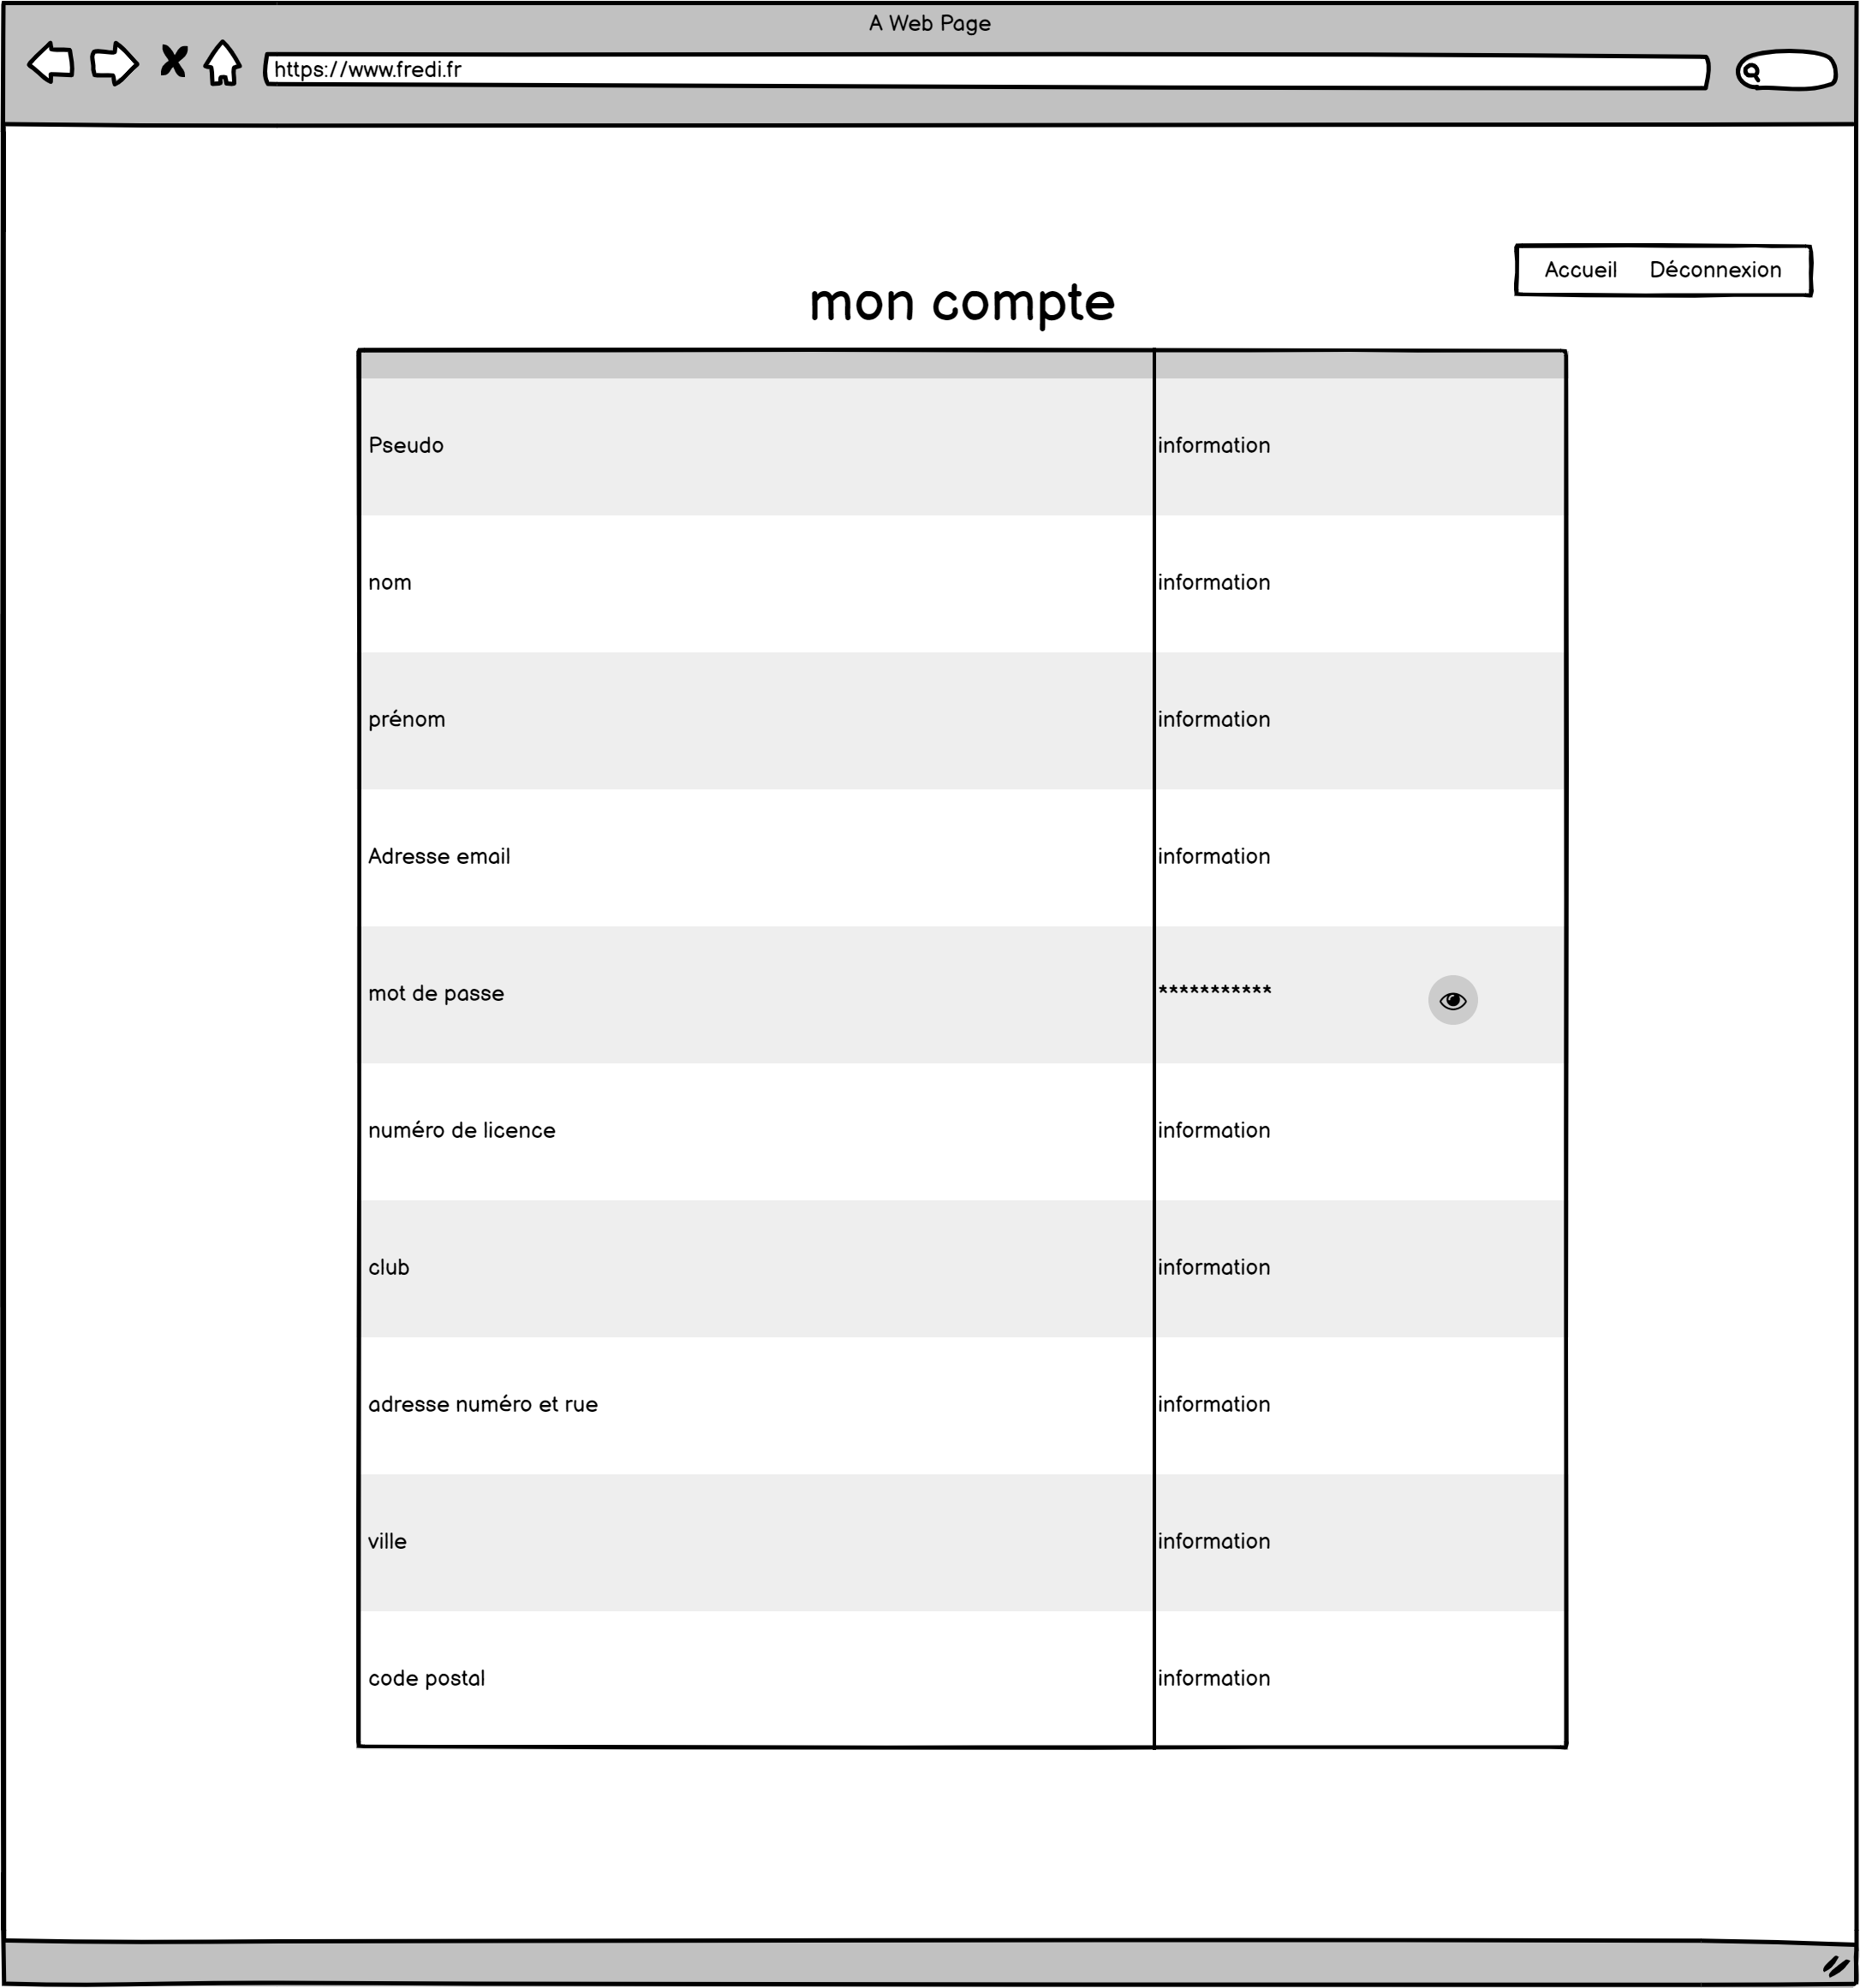 A Web Page
https://www.fredi.fr
Accueil Déconnexion
mon compte
Pseudo information
nom information
prénom information
Adresse email information
mot de passe ***********
numéro de licence information
club information
adresse numéro et rue information
ville information
code postal information